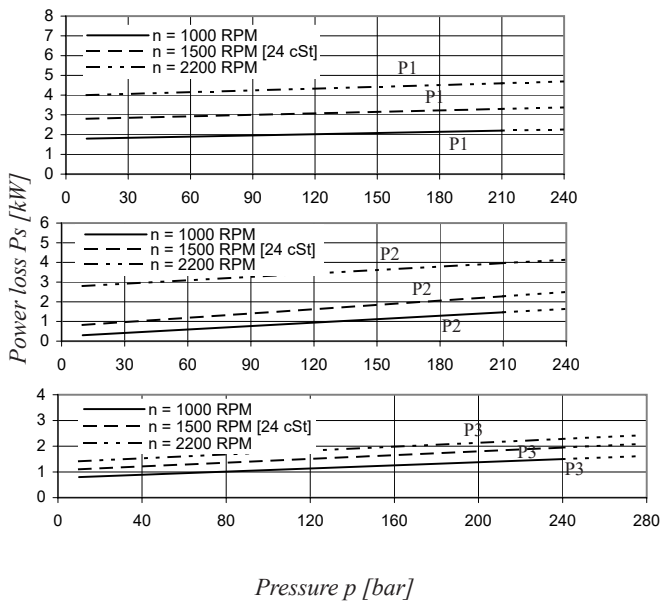 Power loss Ps [kW]
8
7
6
5
4
3
2
1
0
n = 1000 RPM
n = 1500 RPM [24 cSt]
n = 2200 RPM
P1
P1
P1
0 30 60 90 120 150 180 210 240
6
5
4
3
2
1
0
n = 1000 RPM
n = 1500 RPM [24 cSt]
n = 2200 RPM
P2
P2
P2
0 30 60 90 120 150 180 210 240
4
3
2
1
0
n = 1000 RPM
n = 1500 RPM [24 cSt]
n = 2200 RPM
P3
P3
P3
0 40 80 120 160 200 240 280
Pressure p [bar]